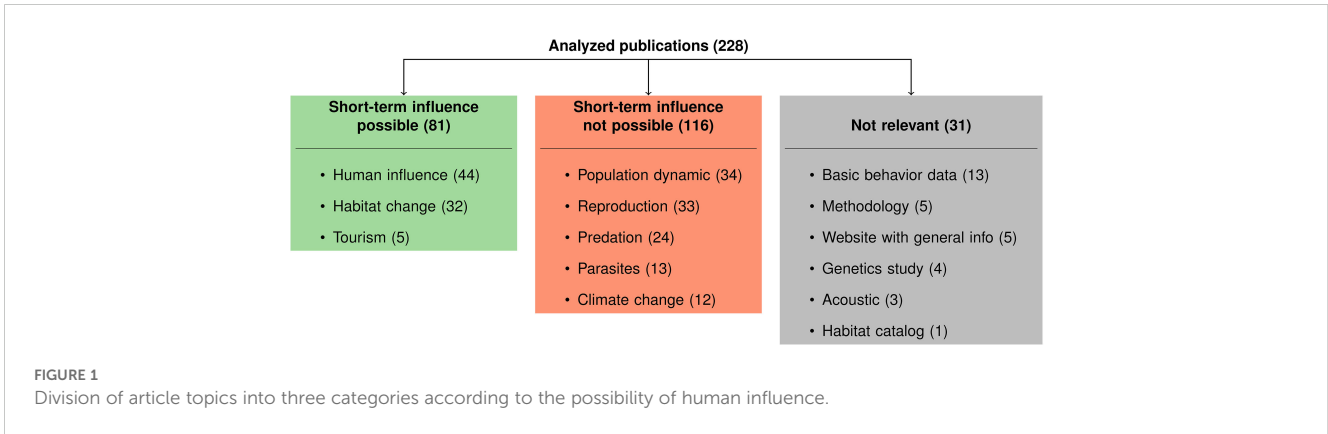 Analyzed publications (228)
Short-term influence
possible (81)
• Human influence (44)
• Habitat change (32)
• Tourism (5)
Short-term influence
not possible (116)
• Population dynamic (34)
• Reproduction (33)
• Predation (24)
• Parasites (13)
• Climate change (12)
Not relevant (31)
• Basic behavior data (13)
• Methodology (5)
• Website with general info (5)
• Genetics study (4)
• Acoustic (3)
• Habitat catalog (1)
FIGURE 1
Division of article topics into three categories according to the possibility of human influence.